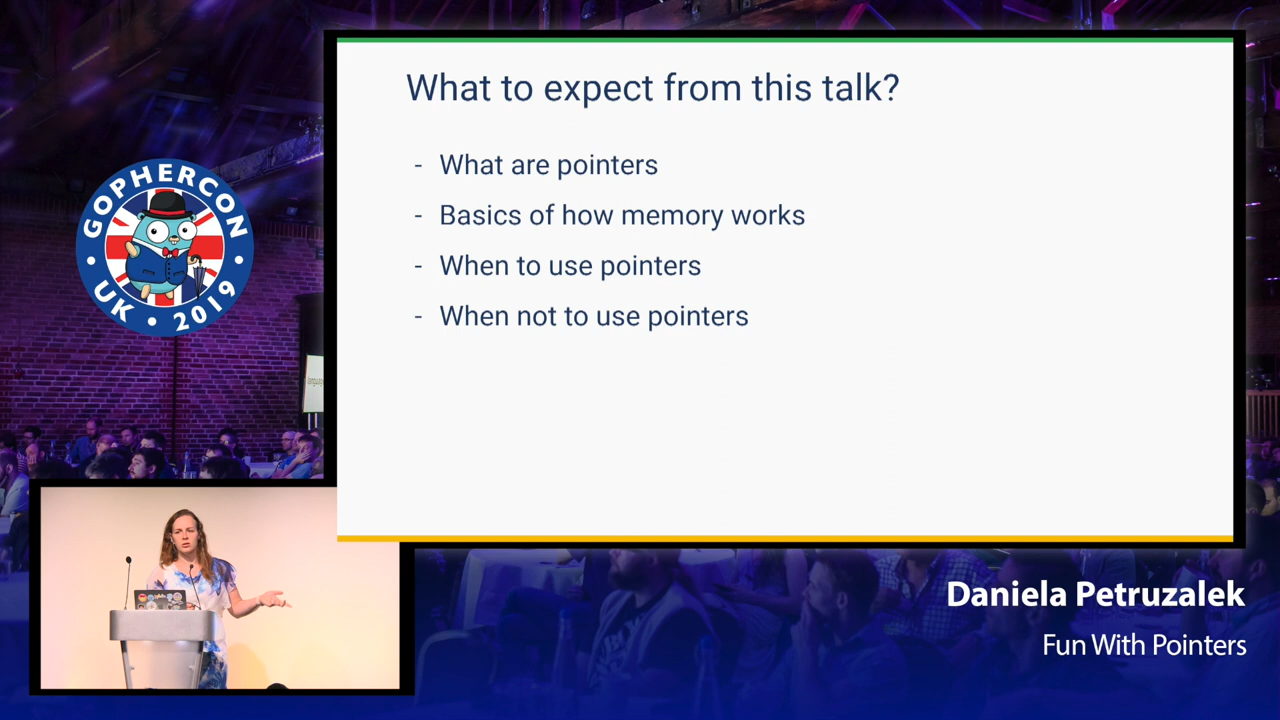 GOPHERCON
UK • 2019
What to expect from this talk?
- What are pointers
- Basics of how memory works
- When to use pointers
- When not to use pointers
Daniela Petruzalek
Fun With Pointers